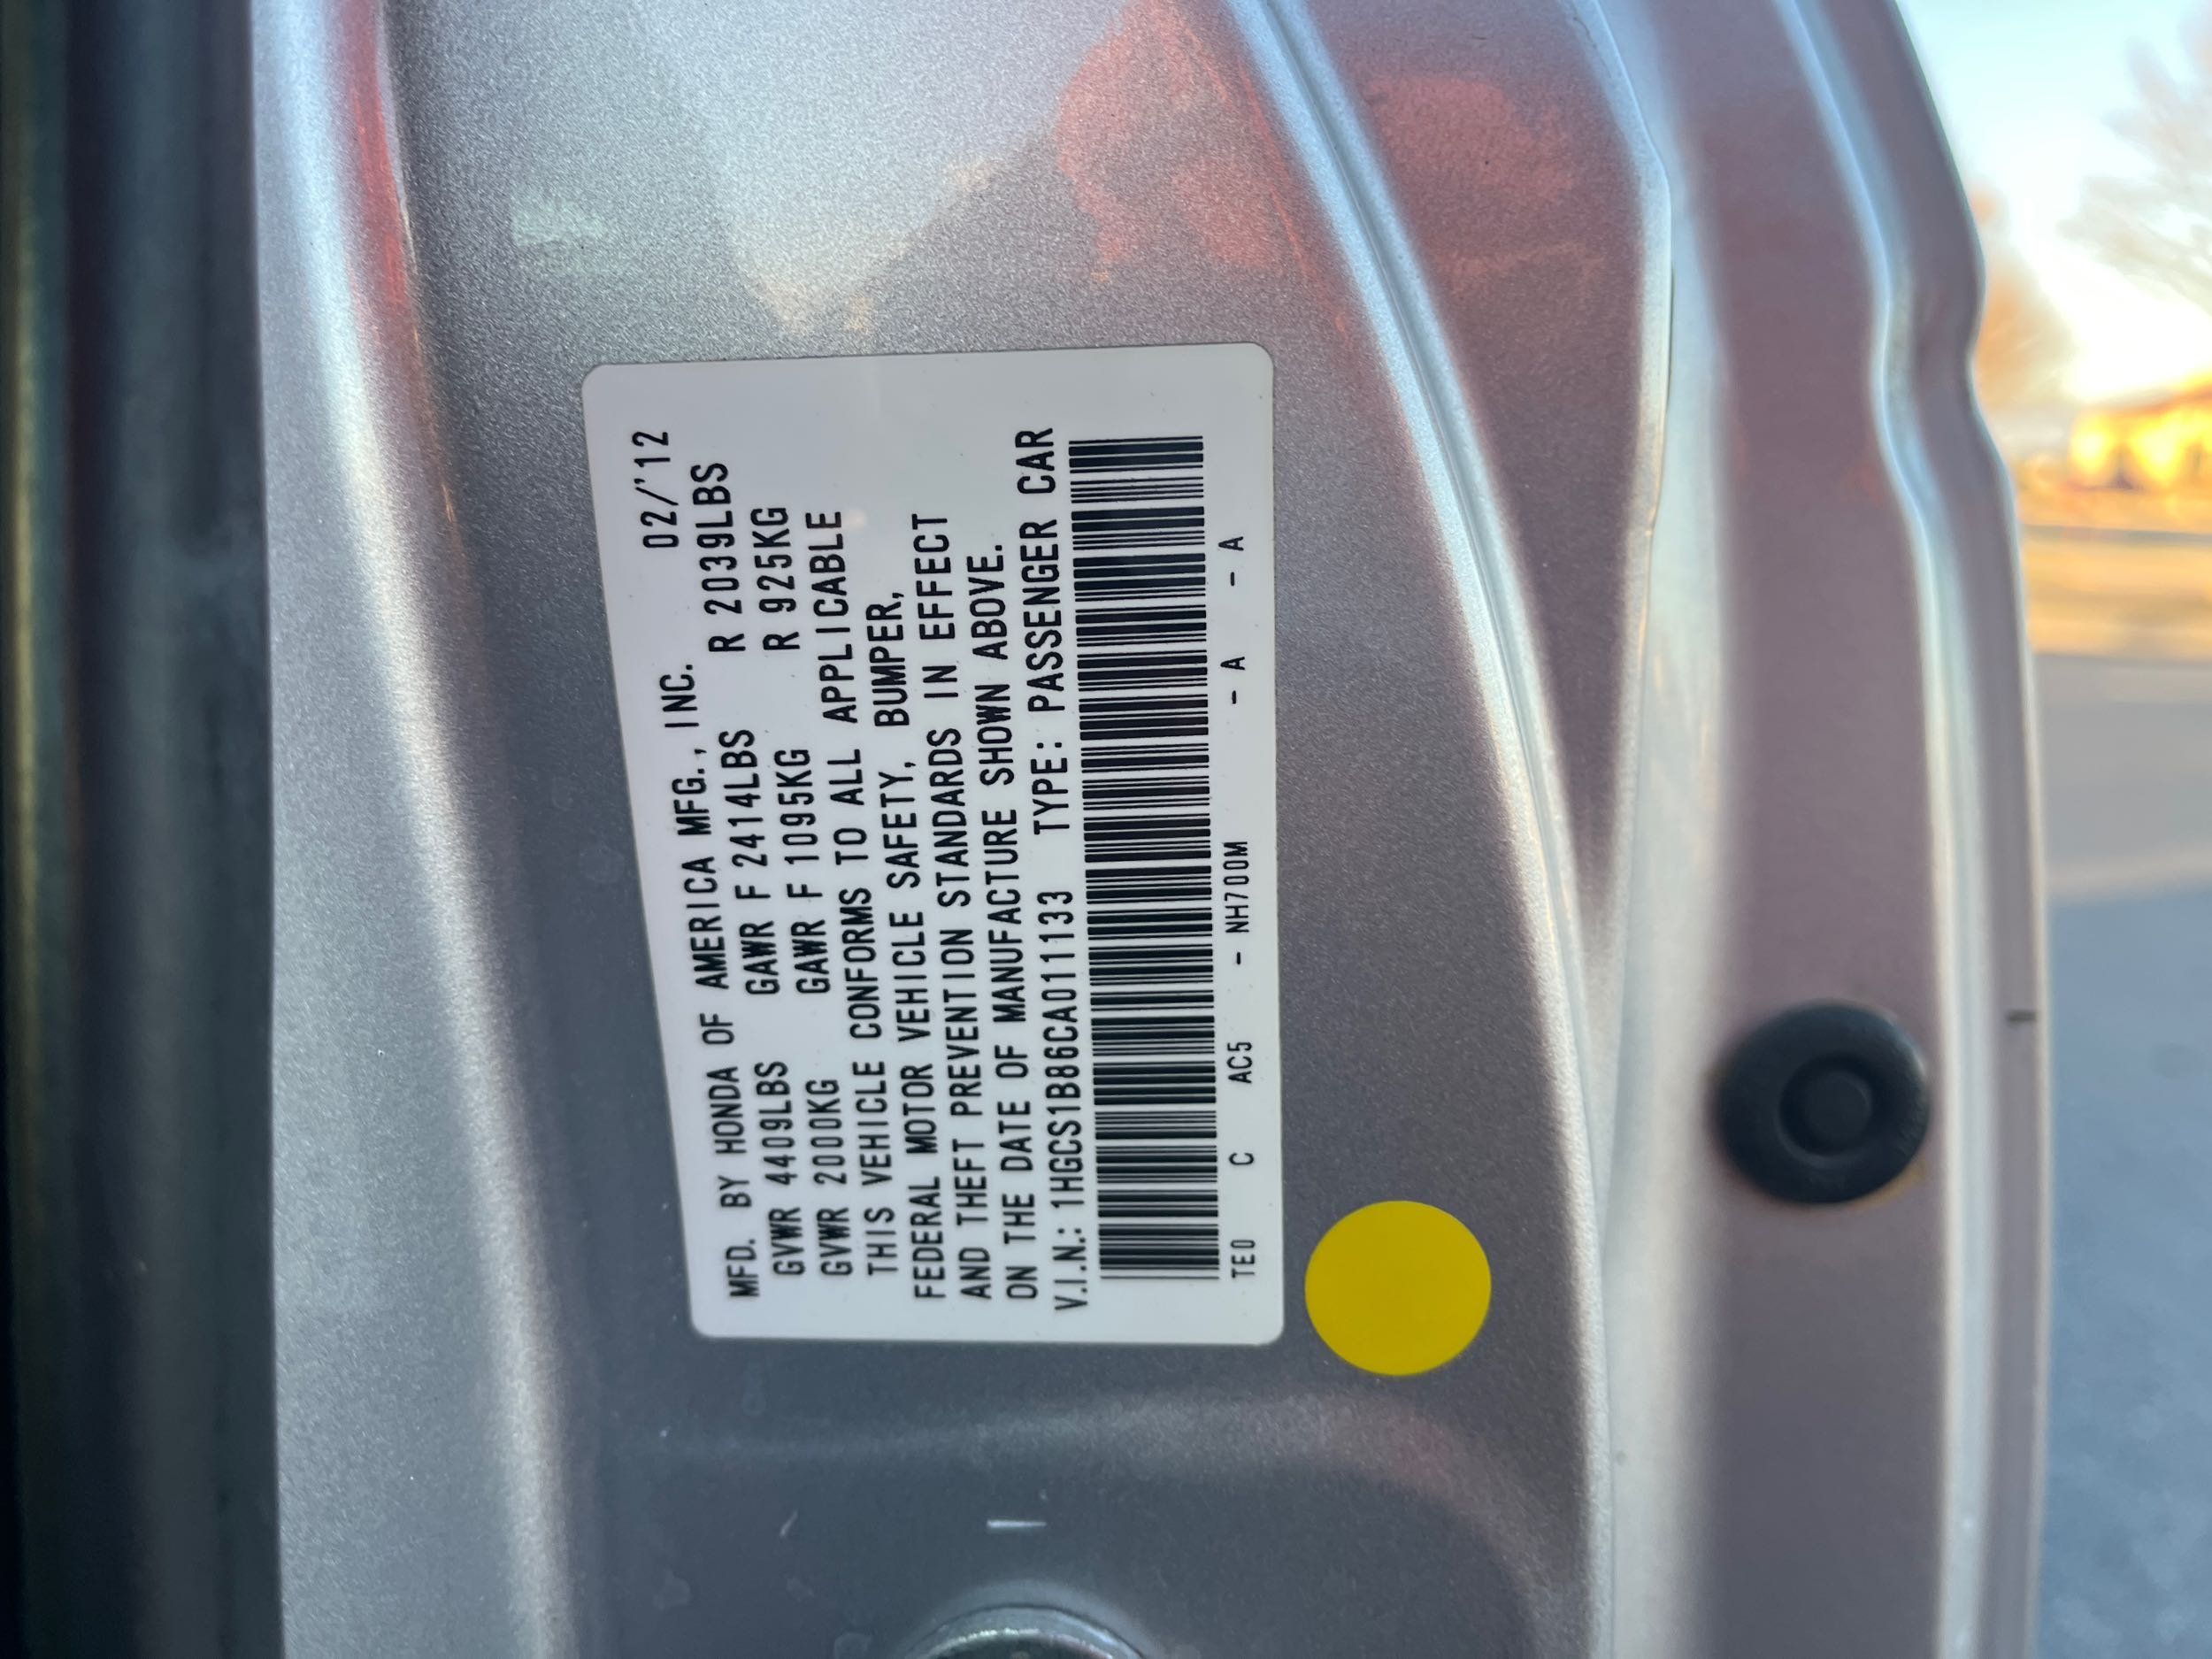 MFD. BY HONDA OF AMERICA MFG., INC. 02/'12
GVWR 4409LBS GAWR F 2414LBS R 2039LBS
GVWR 2000KG GAWR F 1095KG R 925KG
THIS VEHICLE CONFORMS TO ALL APPLICABLE
FEDERAL MOTOR VEHICLE SAFETY, BUMPER,
AND THEFT PREVENTION STANDARDS IN EFFECT
ON THE DATE OF MANUFACTURE SHOWN ABOVE.
V.I.N.: 1HGCS1B86CA011133 TYPE: PASSENGER CAR
TE0 C AC5 - NH700M - A - A